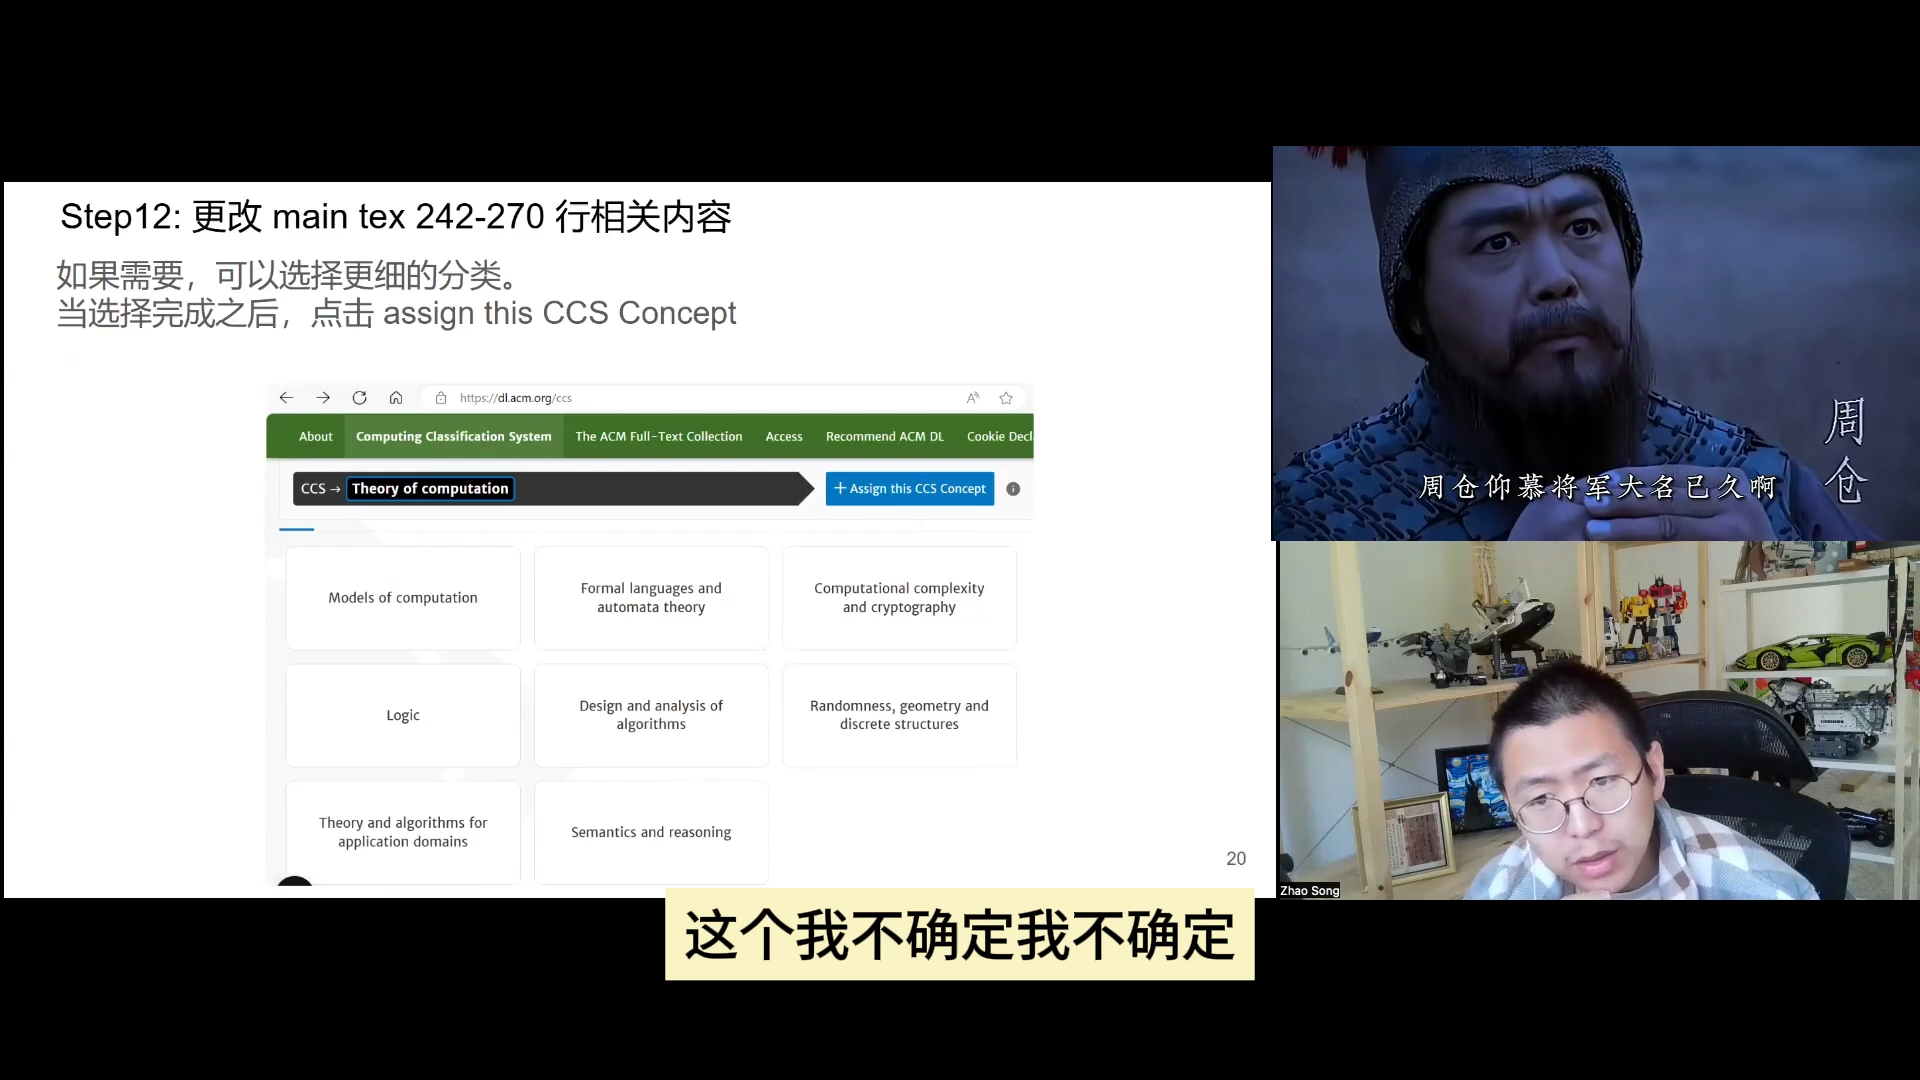 Step12: 更改 main tex 242-270 行相关内容
如果需要，可以选择更细的分类。
当选择完成之后，点击 assign this CCS Concept
https://dl.acm.org/ccs
About
Computing Classification System
The ACM Full-Text Collection
Access
Recommend ACM DL
Cookie Decl
CCS → Theory of computation
+ Assign this CCS Concept
Models of computation
Formal languages and
automata theory
Computational complexity
and cryptography
Logic
Design and analysis of
algorithms
Randomness, geometry and
discrete structures
Theory and algorithms for
application domains
Semantics and reasoning
20
周仓
周仓仰慕将军大名已久啊
Zhao Song
这个我不确定我不确定